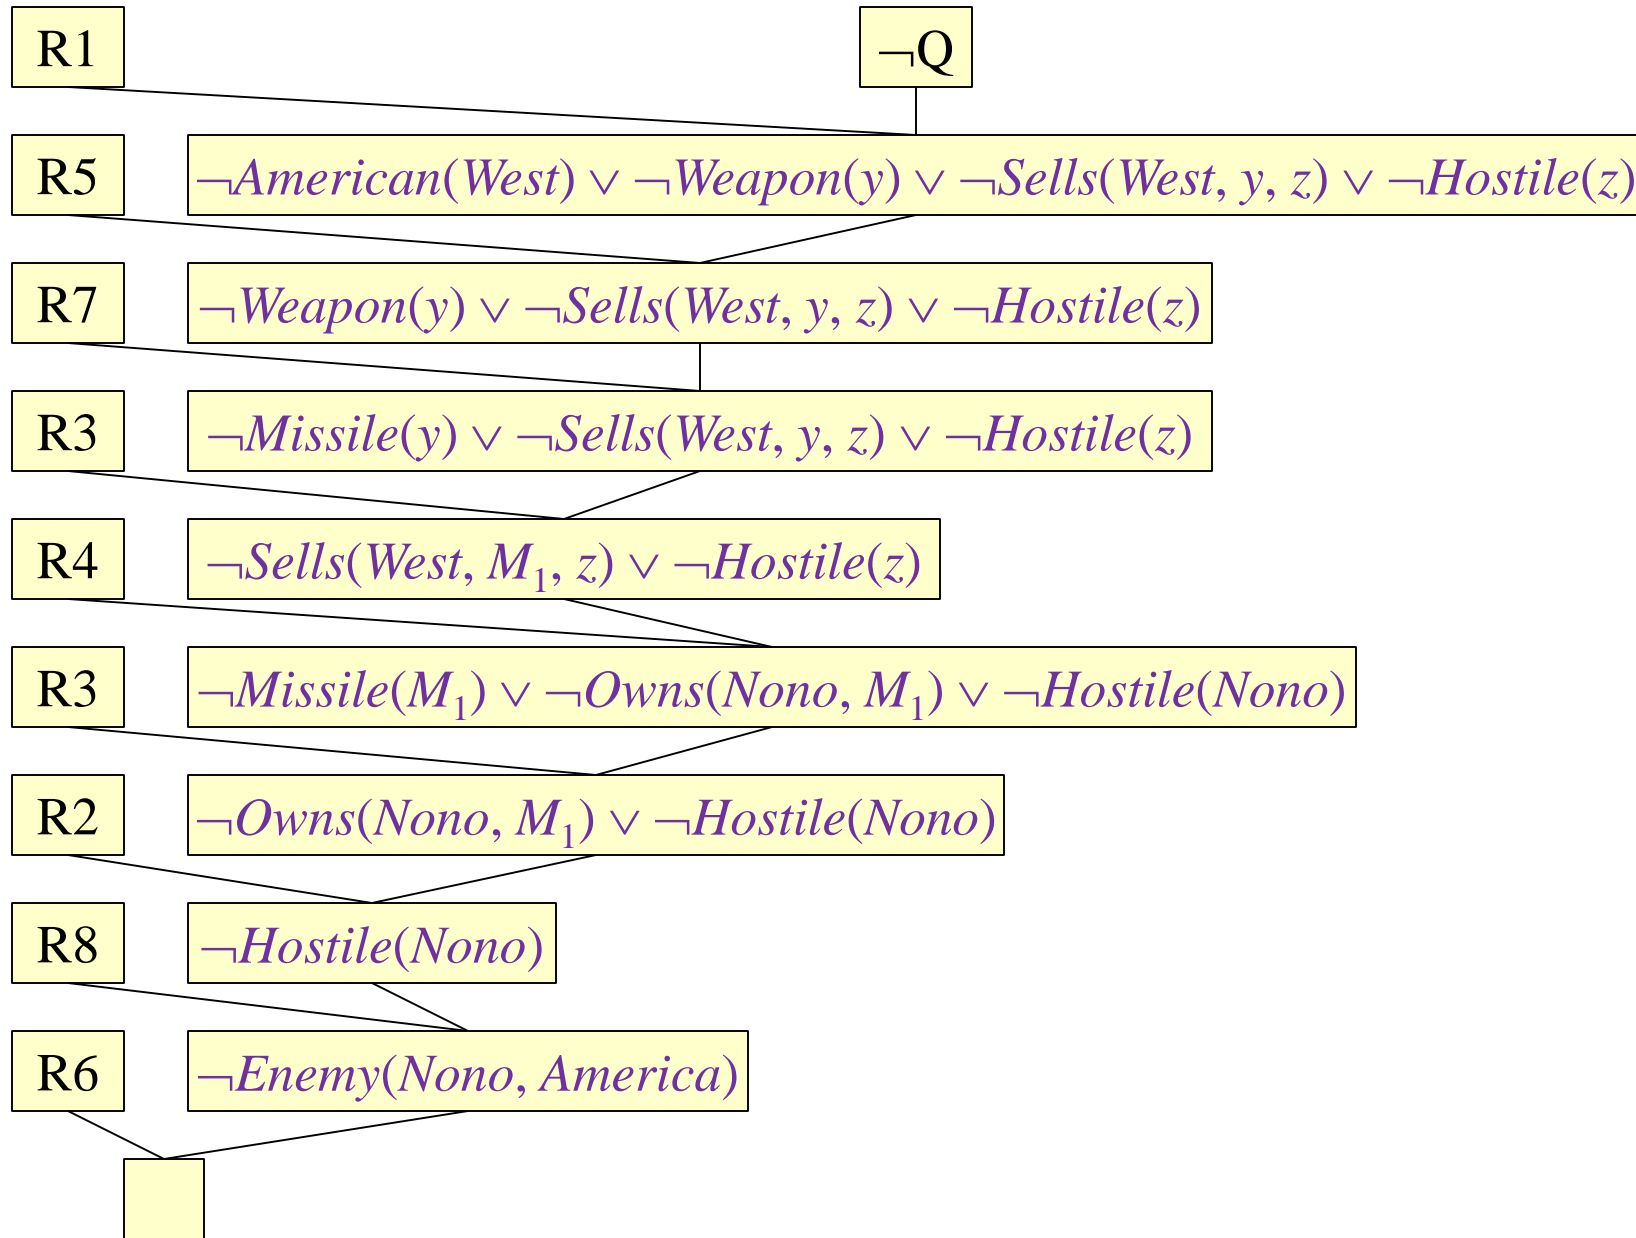 R1 ¬Q
R5 ¬American(West) ∨ ¬Weapon(y) ∨ ¬Sells(West, y, z) ∨ ¬Hostile(z)
R7 ¬Weapon(y) ∨ ¬Sells(West, y, z) ∨ ¬Hostile(z)
R3 ¬Missile(y) ∨ ¬Sells(West, y, z) ∨ ¬Hostile(z)
R4 ¬Sells(West, M₁, z) ∨ ¬Hostile(z)
R3 ¬Missile(M₁) ∨ ¬Owns(Nono, M₁) ∨ ¬Hostile(Nono)
R2 ¬Owns(Nono, M₁) ∨ ¬Hostile(Nono)
R8 ¬Hostile(Nono)
R6 ¬Enemy(Nono, America)